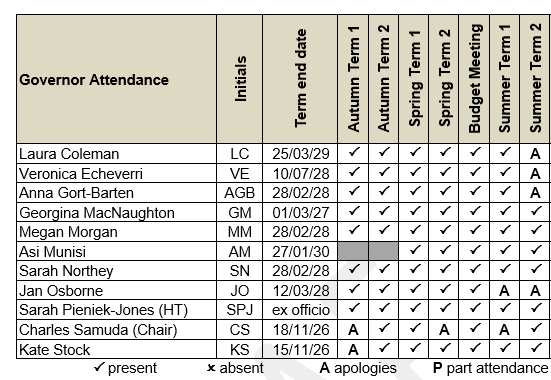 Governor Attendance Initials Term end date Autumn Term 1 Autumn Term 2 Spring Term 1 Spring Term 2 Budget Meeting Summer Term 1 Summer Term 2
Laura Coleman LC 25/03/29 ✓ ✓ ✓ ✓ ✓ ✓ A
Veronica Echeverri VE 10/07/28 ✓ ✓ ✓ ✓ ✓ ✓ A
Anna Gort-Barten AGB 28/02/28 ✓ ✓ ✓ ✓ ✓ ✓ A
Georgina MacNaughton GM 01/03/27 ✓ ✓ ✓ ✓ ✓ ✓ ✓
Megan Morgan MM 28/02/28 ✓ ✓ ✓ ✓ ✓ ✓ ✓
Asi Munisi AM 27/01/30 ✓ ✓ ✓ ✓ ✓
Sarah Northey SN 28/02/28 ✓ ✓ ✓ ✓ ✓ ✓ ✓
Jan Osborne JO 12/03/28 ✓ ✓ ✓ ✓ ✓ A A
Sarah Pieniek-Jones (HT) SPJ ex officio ✓ ✓ ✓ ✓ ✓ ✓ ✓
Charles Samuda (Chair) CS 18/11/26 A ✓ ✓ A ✓ A ✓
Kate Stock KS 15/11/26 A ✓ ✓ ✓ ✓ ✓ ✓
✓ present × absent A apologies P part attendance